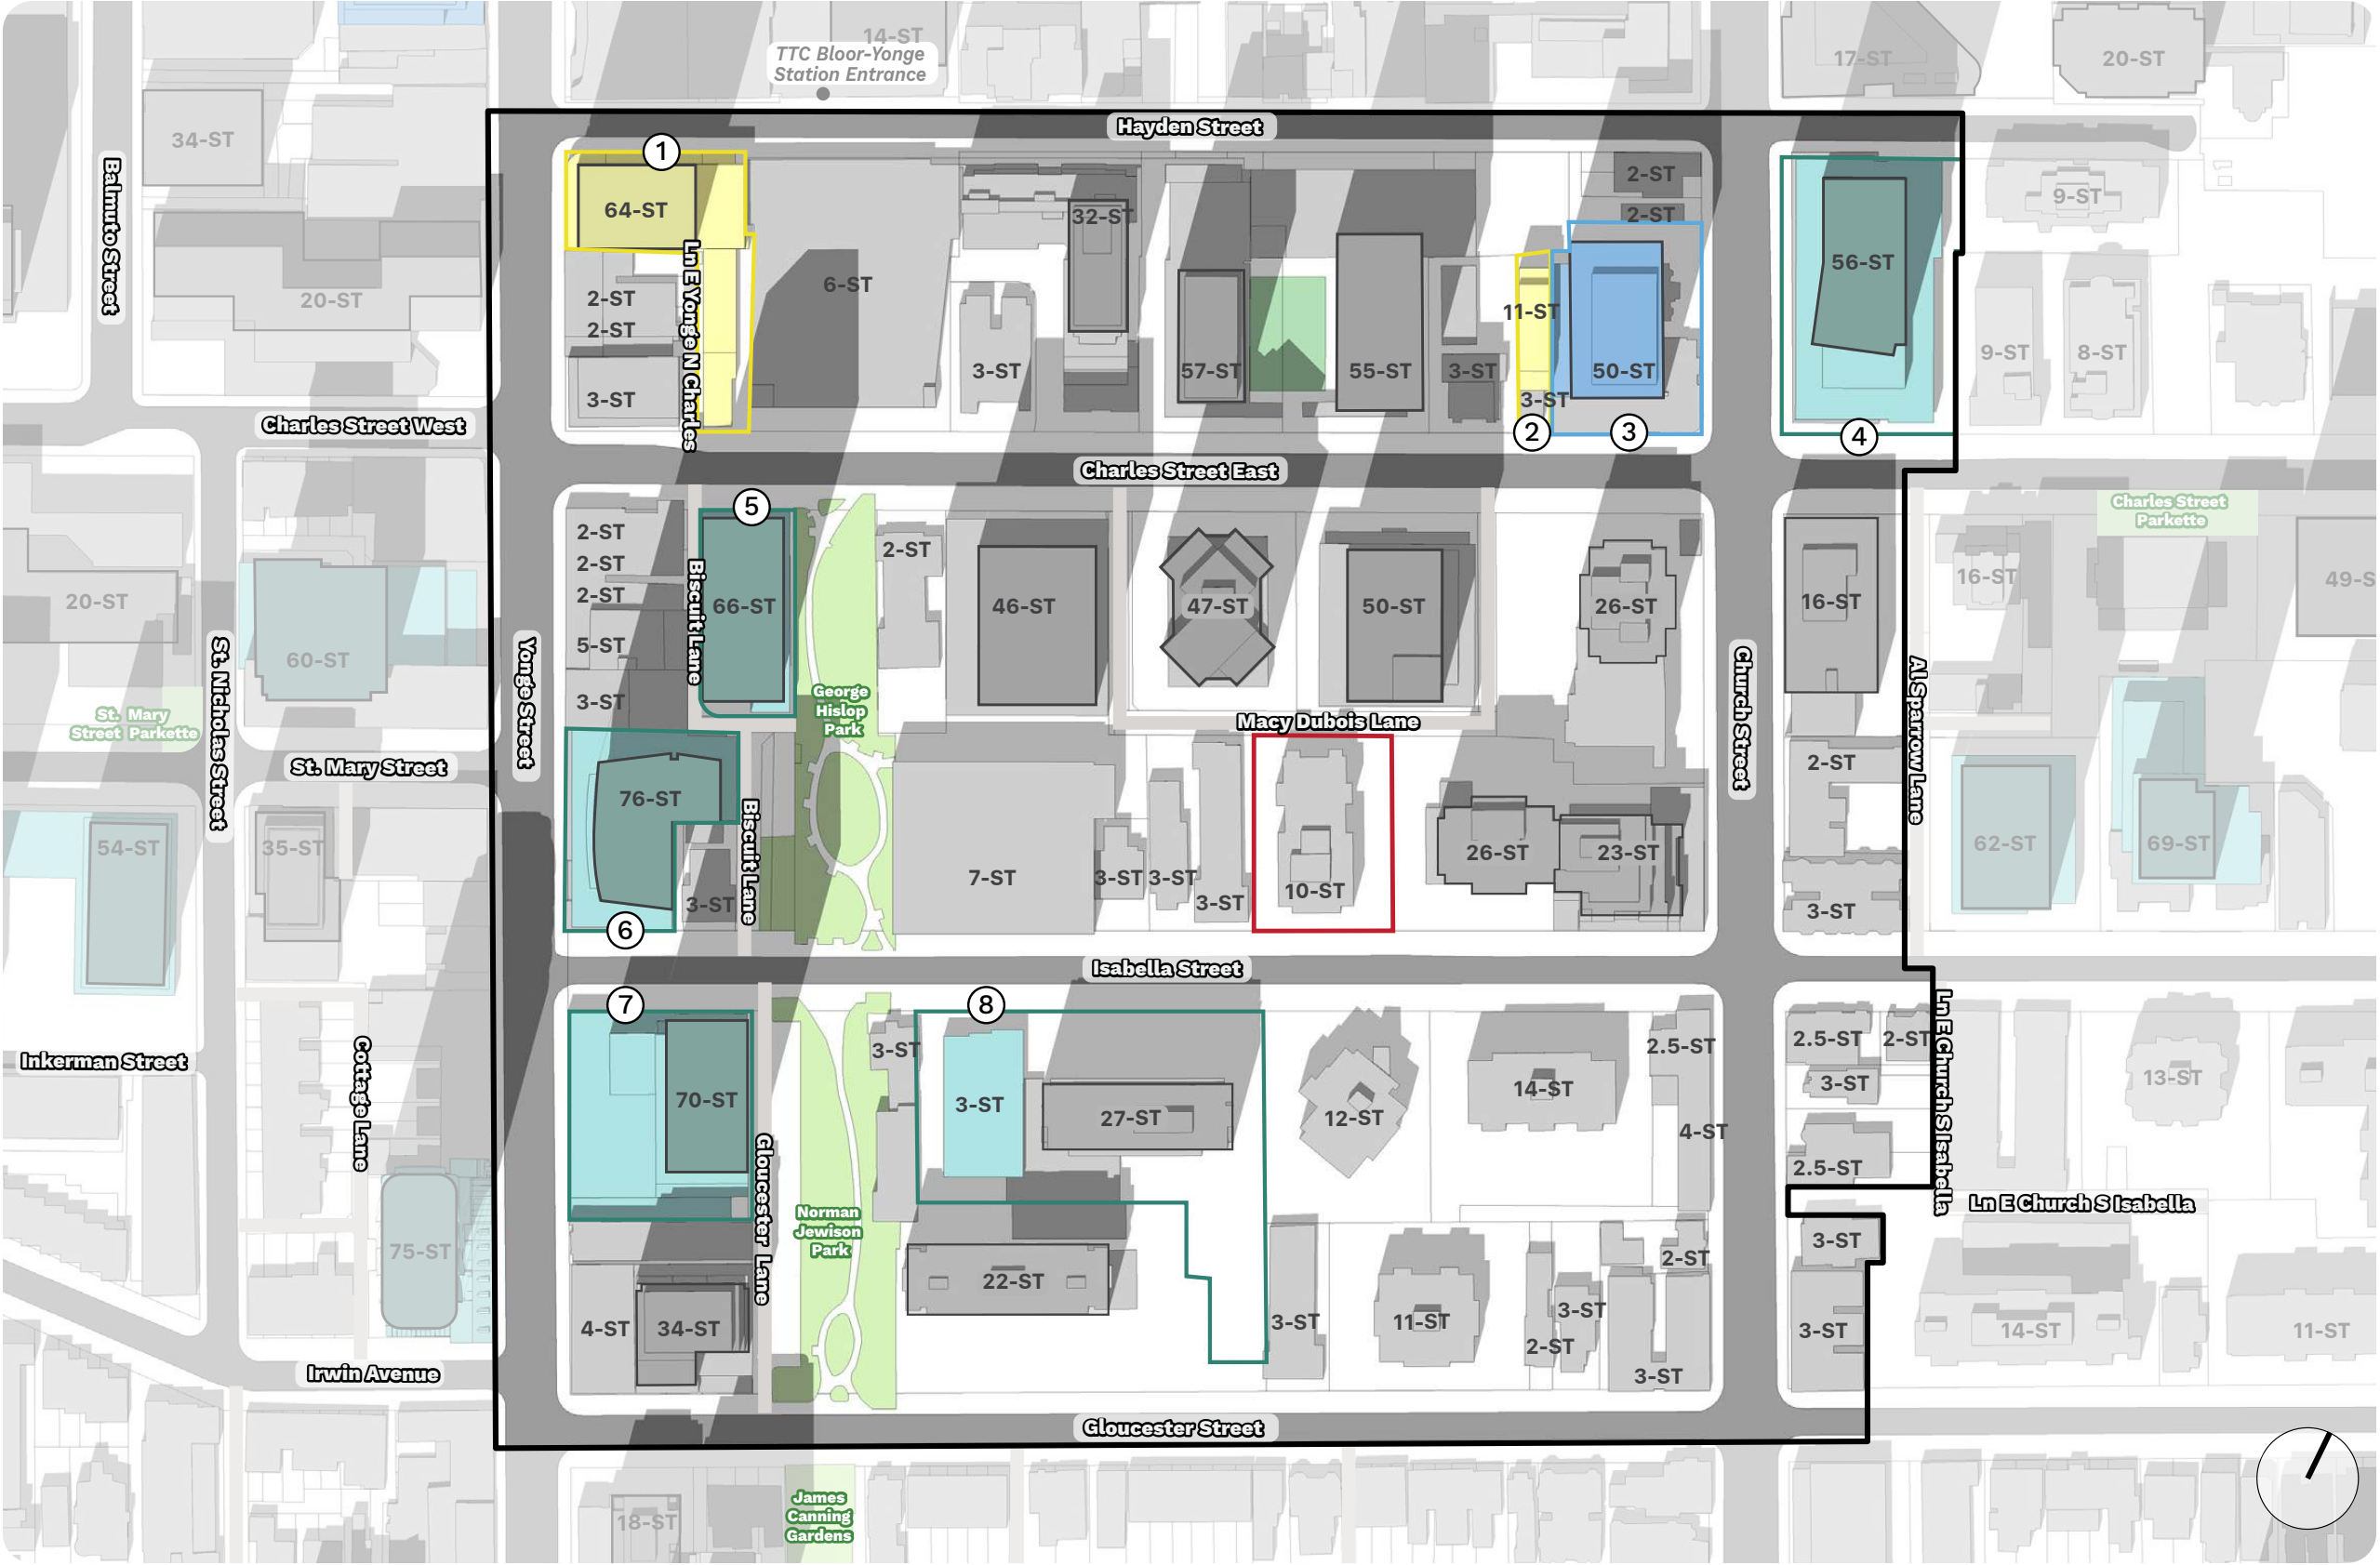 14-ST
TTC Bloor-Yonge
Station Entrance
17-ST
20-ST
34-ST
Hayden Street
1
2-ST
9-ST
64-ST
32-ST
2-ST
Balmuto Street
20-ST
2-ST
2-ST
3-ST
Ln E Yonge N Charles
6-ST
3-ST
57-ST
55-ST
3-ST
11-ST
3-ST
50-ST
56-ST
9-ST
8-ST
2
3
4
Charles Street West
Charles Street East
Charles Street
Parkette
5
2-ST
2-ST
2-ST
5-ST
3-ST
Biscuit Lane
66-ST
2-ST
46-ST
47-ST
50-ST
26-ST
16-ST
16-ST
49-S
20-ST
60-ST
St. Mary
Street Parkette
St. Nicholas Street
Yonge Street
George
Hislop
Park
Macy Dubois Lane
Church Street
Al Sparrow Lane
St. Mary Street
76-ST
2-ST
54-ST
35-ST
3-ST
Biscuit Lane
7-ST
3-ST
3-ST
3-ST
10-ST
26-ST
23-ST
3-ST
62-ST
69-ST
6
Isabella Street
7
8
Inkerman Street
Cottage Lane
70-ST
3-ST
3-ST
27-ST
12-ST
14-ST
2.5-ST
4-ST
2.5-ST
2-ST
3-ST
2.5-ST
Ln E Church S Isabella
13-ST
Gloucester Lane
Norman
Jewison
Park
Ln E Church S Isabella
75-ST
22-ST
2-ST
3-ST
4-ST
34-ST
3-ST
11-ST
3-ST
2-ST
3-ST
3-ST
14-ST
11-ST
Irwin Avenue
Gloucester Street
18-ST
James
Canning
Gardens